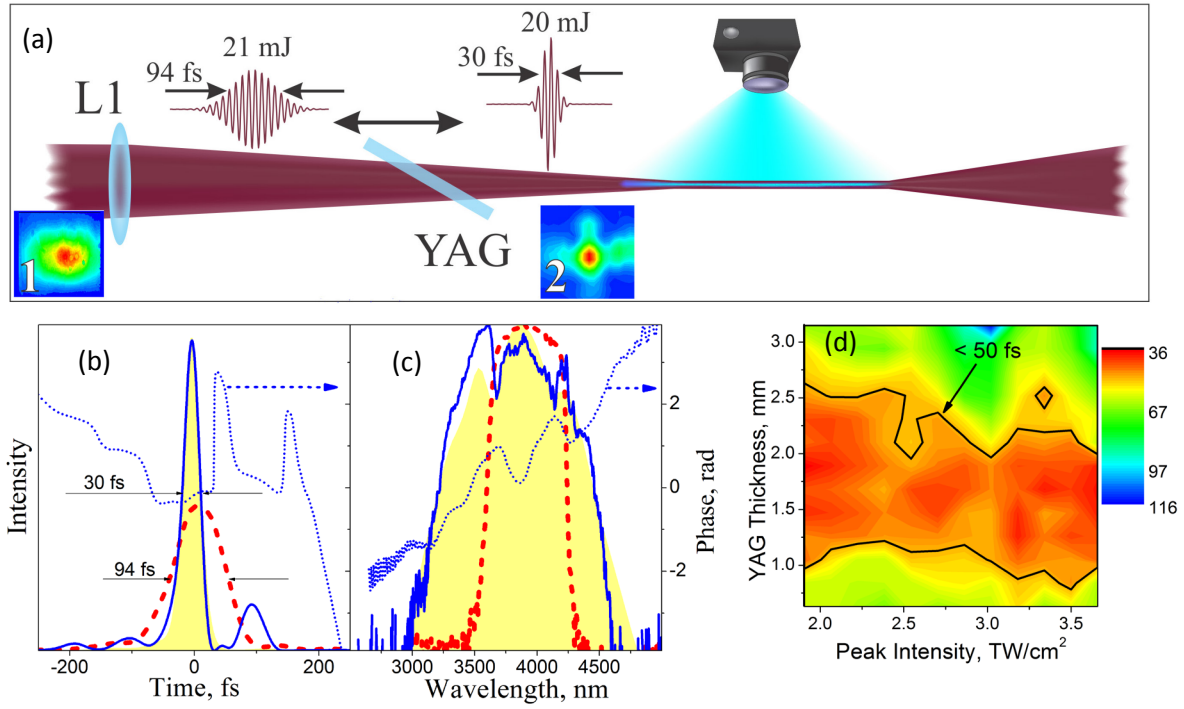 (a)
21 mJ
20 mJ
94 fs
30 fs
L1
YAG
1
2
(b)
(c)
(d)
30 fs
94 fs
Intensity
-200
0
200
Time, fs
2
0
-2
Phase, rad
3000
3500
4000
4500
Wavelength, nm
< 50 fs
3.0
2.5
2.0
1.5
1.0
YAG Thickness, mm
2.0
2.5
3.0
3.5
Peak Intensity, TW/cm²
36
67
97
116